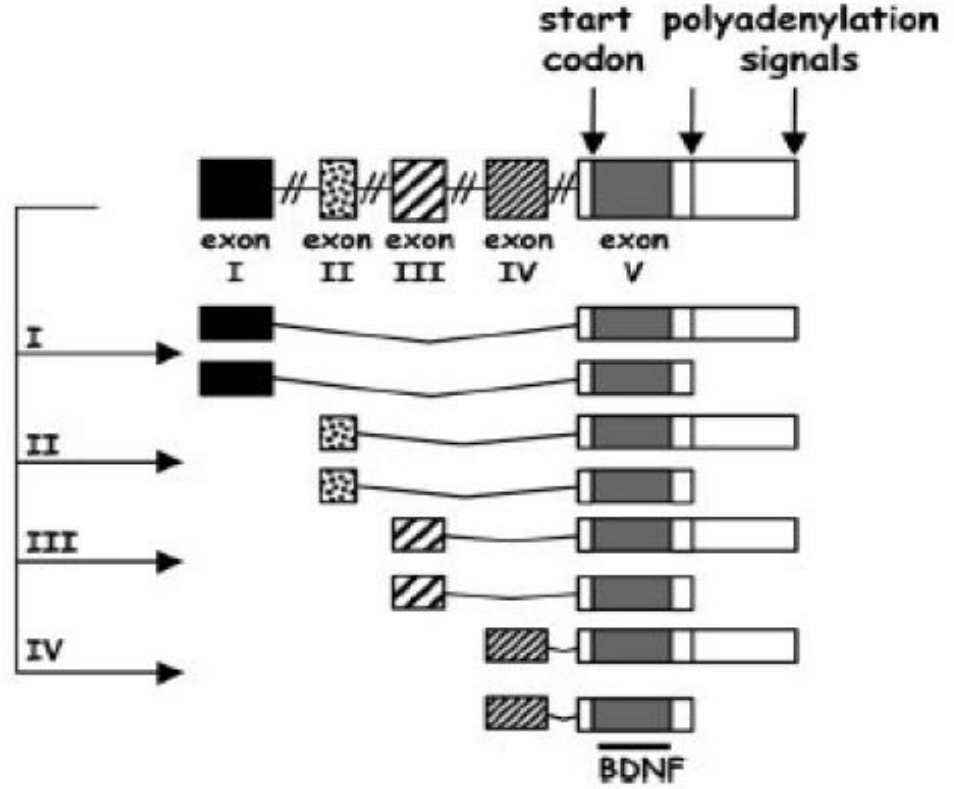 start polyadenylation
codon signals
exon exon exon exon exon
I II III IV V
I
II
III
IV
BDNF